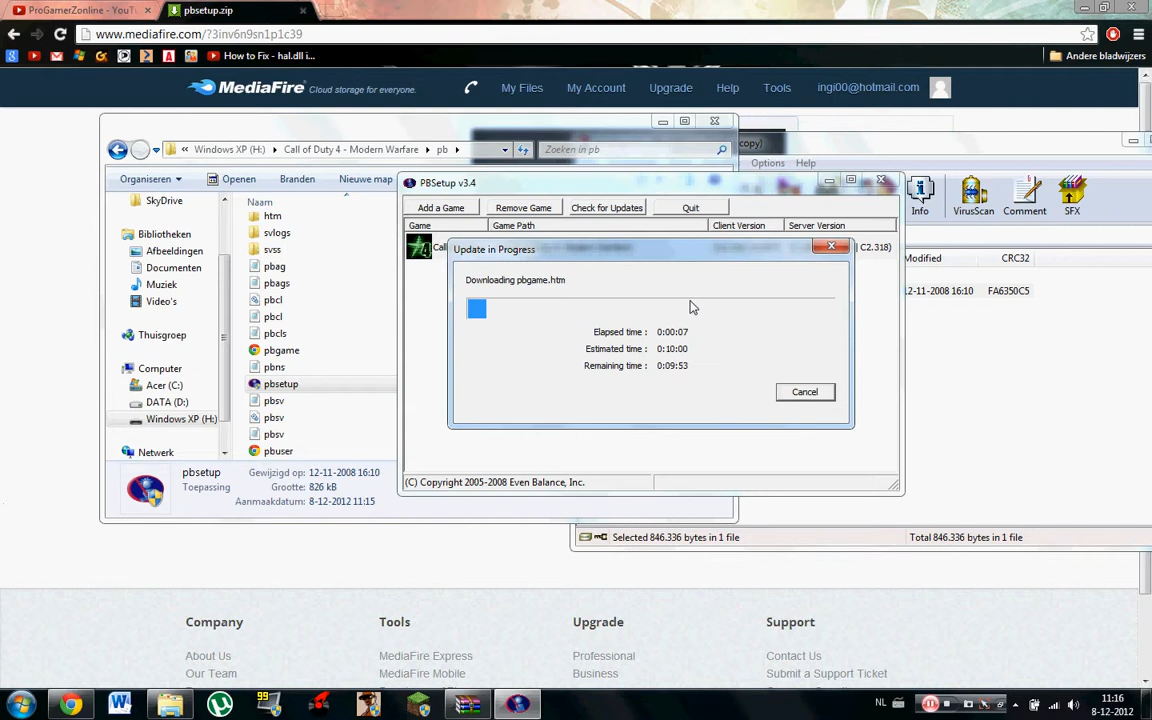 ProGamerZonline - YouTu
pbsetup.zip
www.mediafire.com/?3inv6n9sn1p1c39
How to Fix - hal.dll i
Andere bladwijzers
MediaFire Cloud storage for everyone.
My Files
My Account
Upgrade
Help
Tools
ingi00@hotmail.com
Windows XP (H:)
Call of Duty 4 - Modern Warfare
pb
Zoeken in pb
copy)
Options
Help
Organiseren
Openen
Branden
Nieuwe map
SkyDrive
Bibliotheken
Afbeeldingen
Documenten
Muziek
Video's
Thuisgroep
Computer
Acer (C:)
DATA (D:)
Windows XP (H:)
Netwerk
Naam
htm
svlogs
svss
pbag
pbags
pbcl
pbcl
pbcls
pbgame
pbns
pbsetup
pbsv
pbsv
pbsv
pbuser
pbsetup
Toepassing
Gewijzigd op: 12-11-2008 16:10
Grootte: 826 kB
Aanmaakdatum: 8-12-2012 11:15
PBSetup v3.4
Add a Game
Remove Game
Check for Updates
Quit
Game
Game Path
Client Version
Server Version
Cal
C2.318)
Update in Progress
Downloading pbgame.htm
Elapsed time : 0:00:07
Estimated time : 0:10:00
Remaining time : 0:09:53
Cancel
(C) Copyright 2005-2008 Even Balance, Inc.
Info
VirusScan
Comment
SFX
Modified
CRC32
12-11-2008 16:10
FA6350C5
Selected 846.336 bytes in 1 file
Total 846.336 bytes in 1 file
Company
Tools
Upgrade
Support
About Us
MediaFire Express
Professional
Contact Us
Our Team
MediaFire Mobile
Business
Submit a Support Ticket
99
NL
11:16
8-12-2012